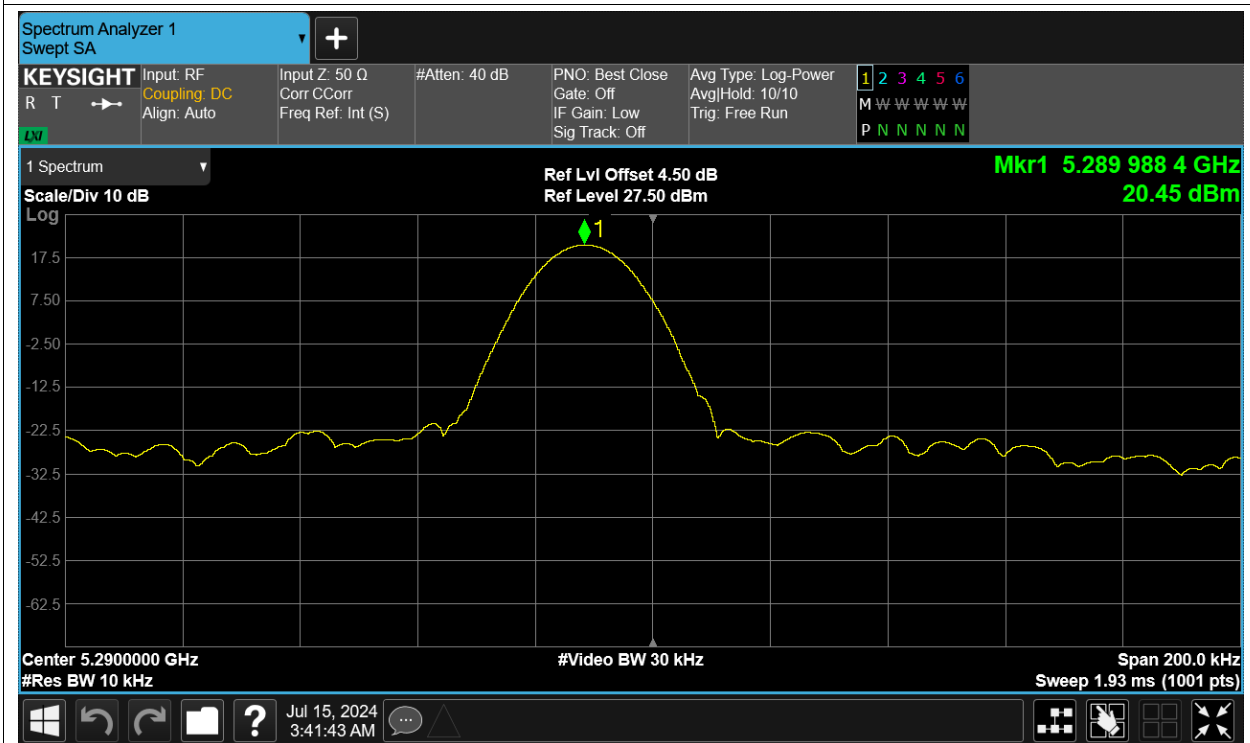 Spectrum Analyzer 1
Swept SA
KEYSIGHT
R T
LXI
Input: RF
Coupling: DC
Align: Auto
Input Z: 50 Ω
Corr CCorr
Freq Ref: Int (S)
#Atten: 40 dB
PNO: Best Close
Gate: Off
IF Gain: Low
Sig Track: Off
Avg Type: Log-Power
Avg|Hold: 10/10
Trig: Free Run
1 2 3 4 5 6
M W W W W W
P N N N N N
1 Spectrum
Scale/Div 10 dB
Log
Ref Lvl Offset 4.50 dB
Ref Level 27.50 dBm
Mkr1 5.289 988 4 GHz
20.45 dBm
1
17.5
7.50
-2.50
-12.5
-22.5
-32.5
-42.5
-52.5
-62.5
Center 5.2900000 GHz
#Res BW 10 kHz
#Video BW 30 kHz
Span 200.0 kHz
Sweep 1.93 ms (1001 pts)
?
Jul 15, 2024
3:41:43 AM